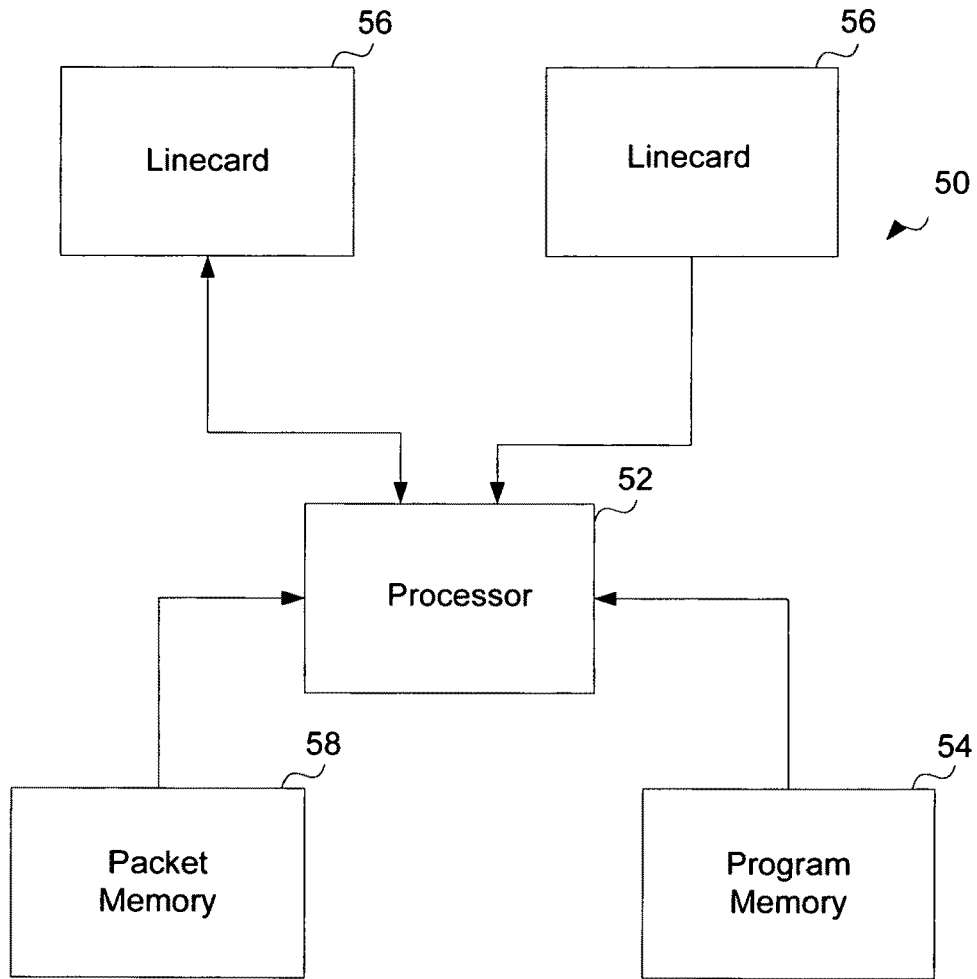 56
56
Linecard
Linecard
50
52
Processor
58
54
Packet
Memory
Program
Memory